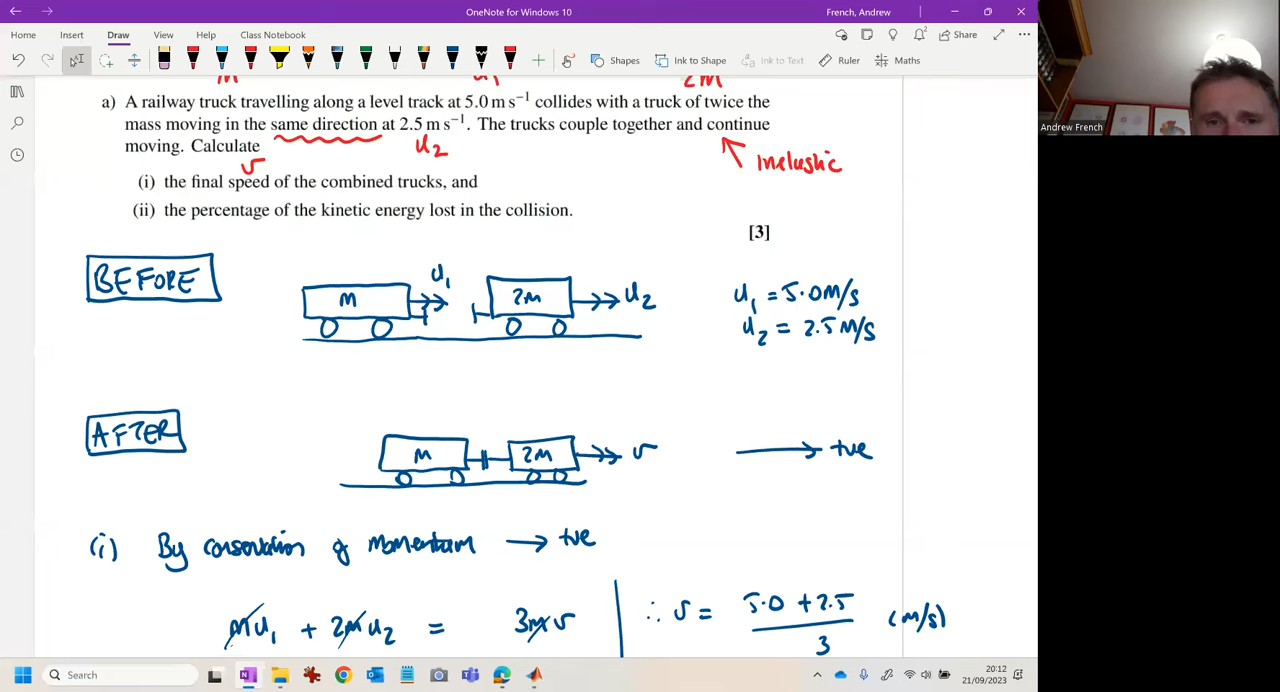 OneNote for Windows 10
French, Andrew
Home Insert Draw View Help Class Notebook
Share
Shapes Ink to Shape Ink to Text Ruler Maths
M u₁ 2M
a) A railway truck travelling along a level track at 5.0 m s⁻¹ collides with a truck of twice the
mass moving in the same direction at 2.5 m s⁻¹. The trucks couple together and continue
moving. Calculate
u₂
v
Inelastic
(i) the final speed of the combined trucks, and
(ii) the percentage of the kinetic energy lost in the collision.
[3]
BEFORE
M u₁ 2M u₂
u₁ = 5.0 m/s
u₂ = 2.5 m/s
AFTER
M 2M v
+ve
(i) By conservation of momentum → +ve
mu₁ + 2mu₂ = 3mv
∴ v = 5.0 + 2.5 (m/s)
3
Andrew French
Search
20:12
21/09/2023